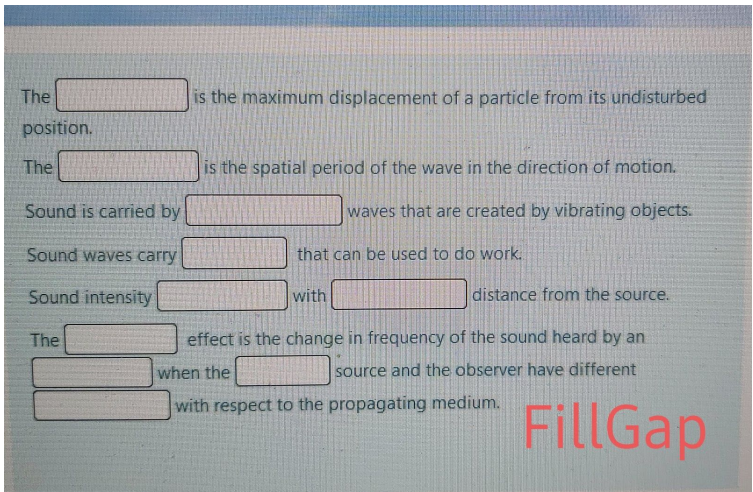 The is the maximum displacement of a particle from its undisturbed
position.
The is the spatial period of the wave in the direction of motion.
Sound is carried by waves that are created by vibrating objects.
Sound waves carry that can be used to do work.
Sound intensity with distance from the source.
The effect is the change in frequency of the sound heard by an
when the source and the observer have different
with respect to the propagating medium.
FillGap